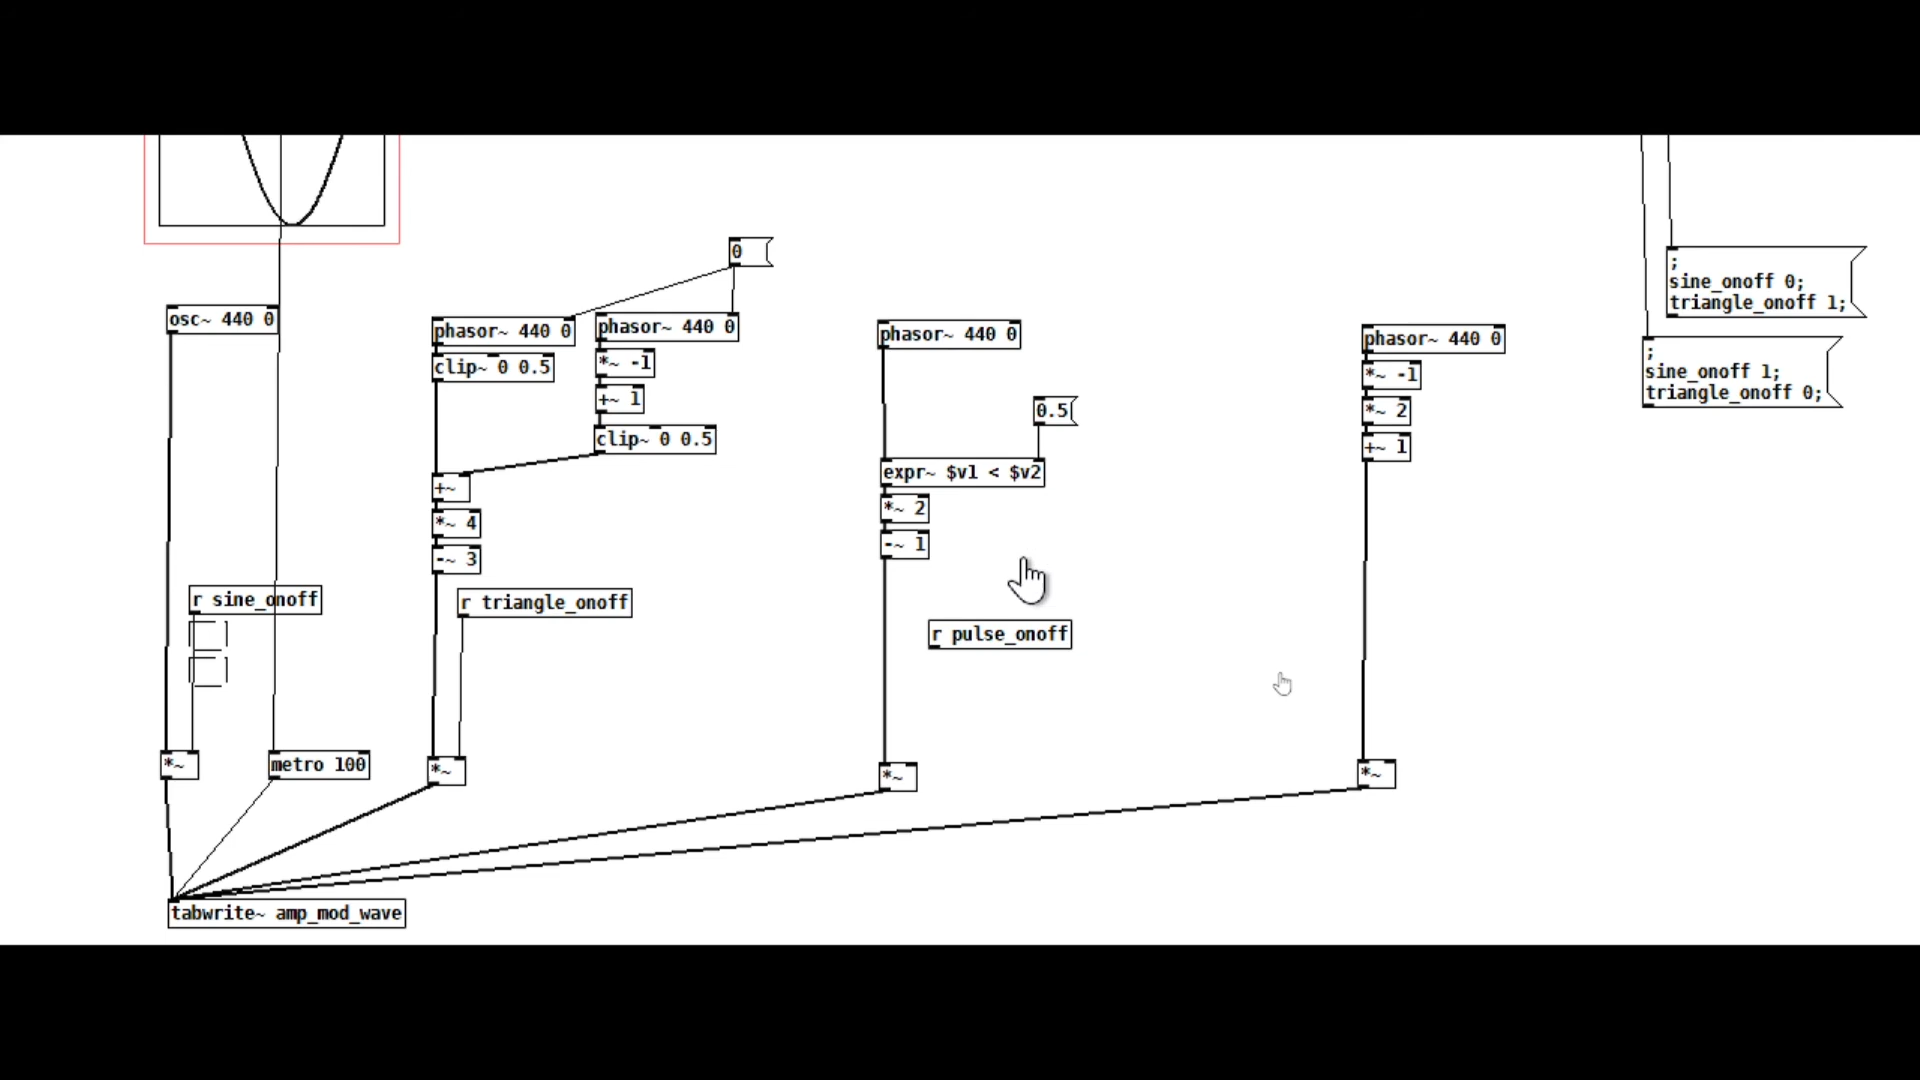 0
;
sine_onoff 0;
triangle_onoff 1;
osc~ 440 0
phasor~ 440 0
phasor~ 440 0
phasor~ 440 0
phasor~ 440 0
;
sine_onoff 1;
triangle_onoff 0;
clip~ 0 0.5
*~ -1
*~ -1
+~ 1
0.5
*~ 2
clip~ 0 0.5
+~ 1
+~
expr~ $v1 < $v2
*~ 4
*~ 2
-~ 3
-~ 1
r sine_onoff
r triangle_onoff
r pulse_onoff
*~
metro 100
*~
*~
*~
tabwrite~ amp_mod_wave